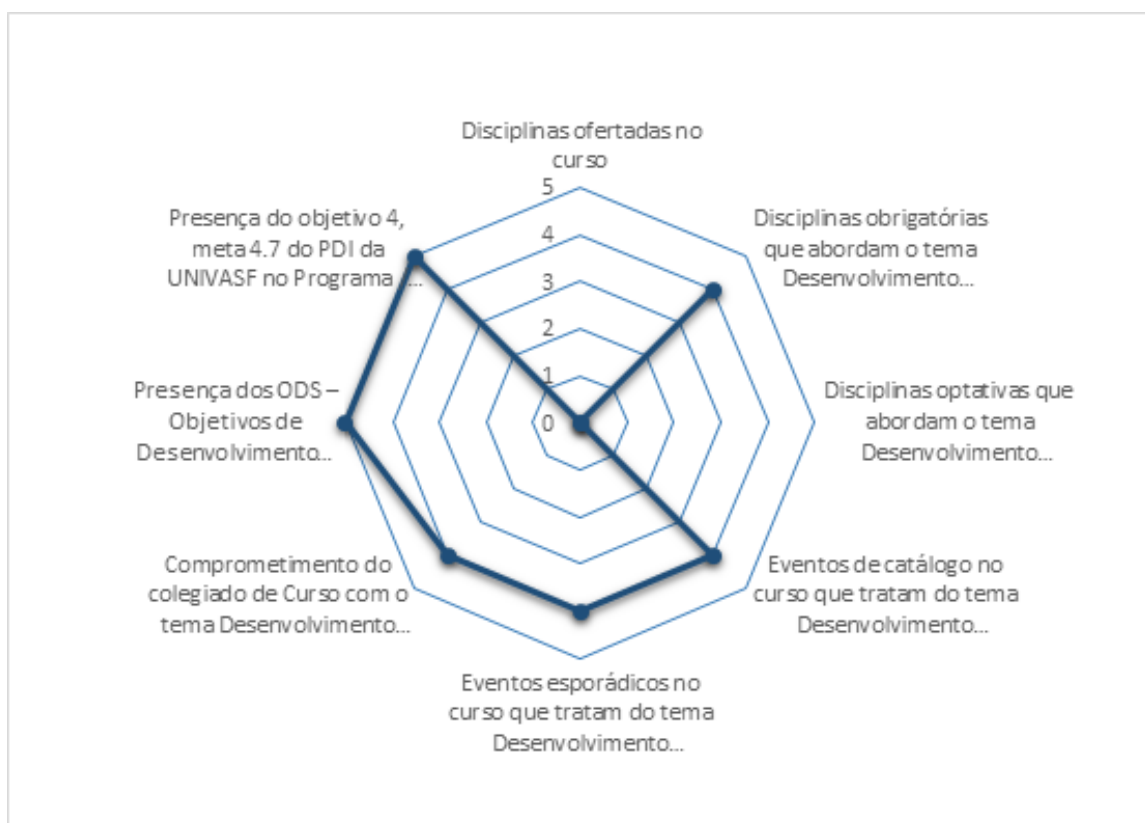 Disciplinas ofertadas no
curso
5
4
3
2
1
0
Disciplinas obrigatórias
que abordam o tema
Desenvolvimento...
Disciplinas optativas que
abordam o tema
Desenvolvimento...
Eventos de catálogo no
curso que tratam do tema
Desenvolvimento...
Eventos esporádicos no
curso que tratam do tema
Desenvolvimento...
Comprometimento do
colegiado de Curso com o
tema Desenvolvimento...
Presença dos ODS –
Objetivos de
Desenvolvimento...
Presença do objetivo 4,
meta 4.7 do PDI da
UNIVASF no Programa ...